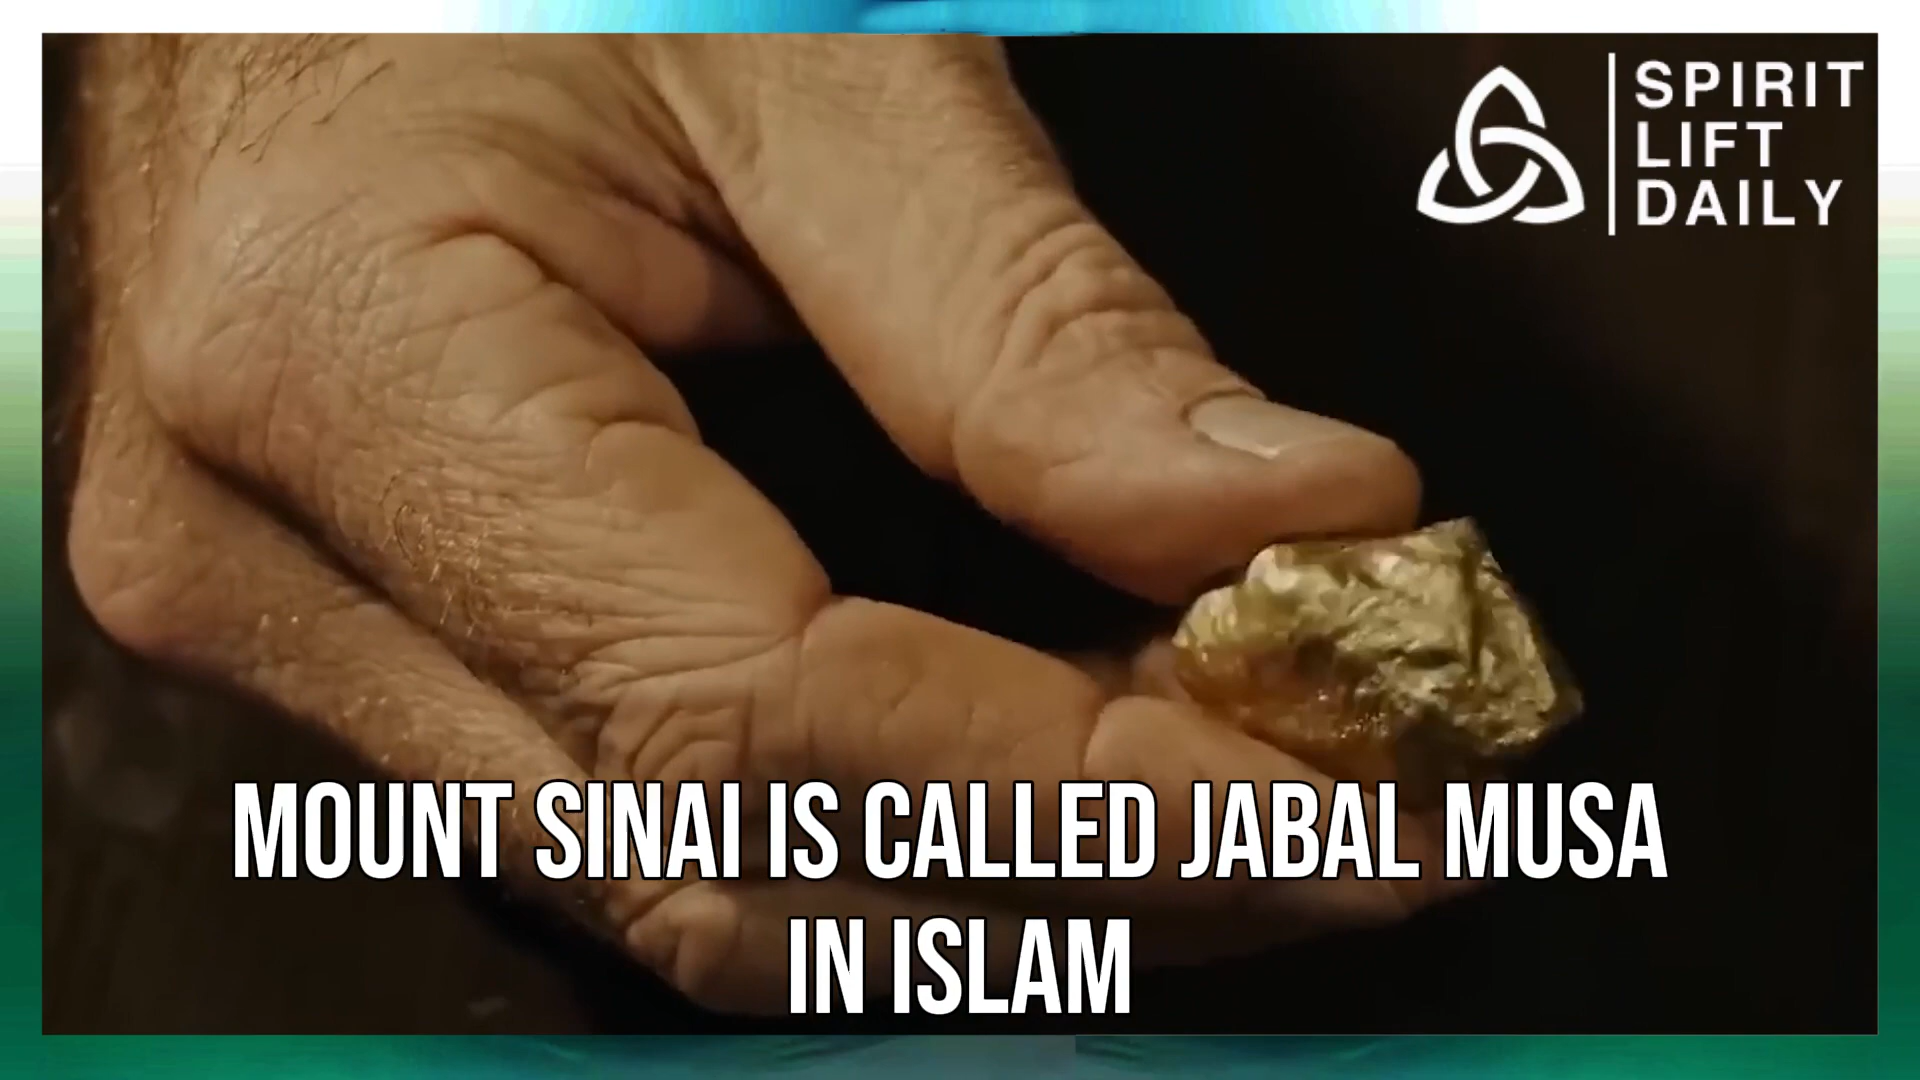 SPIRIT
LIFT
DAILY
MOUNT SINAI IS CALLED JABAL MUSA
IN ISLAM